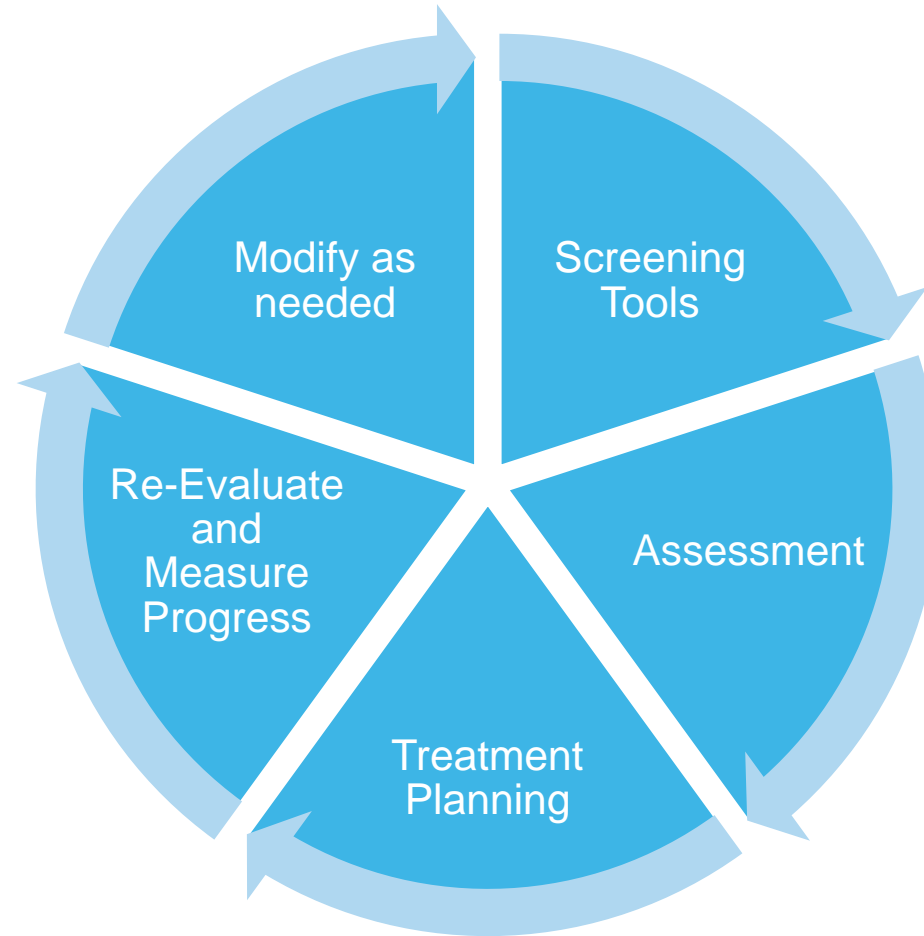 Modify as
needed
Screening
Tools
Re-Evaluate
and
Measure
Progress
Assessment
Treatment
Planning